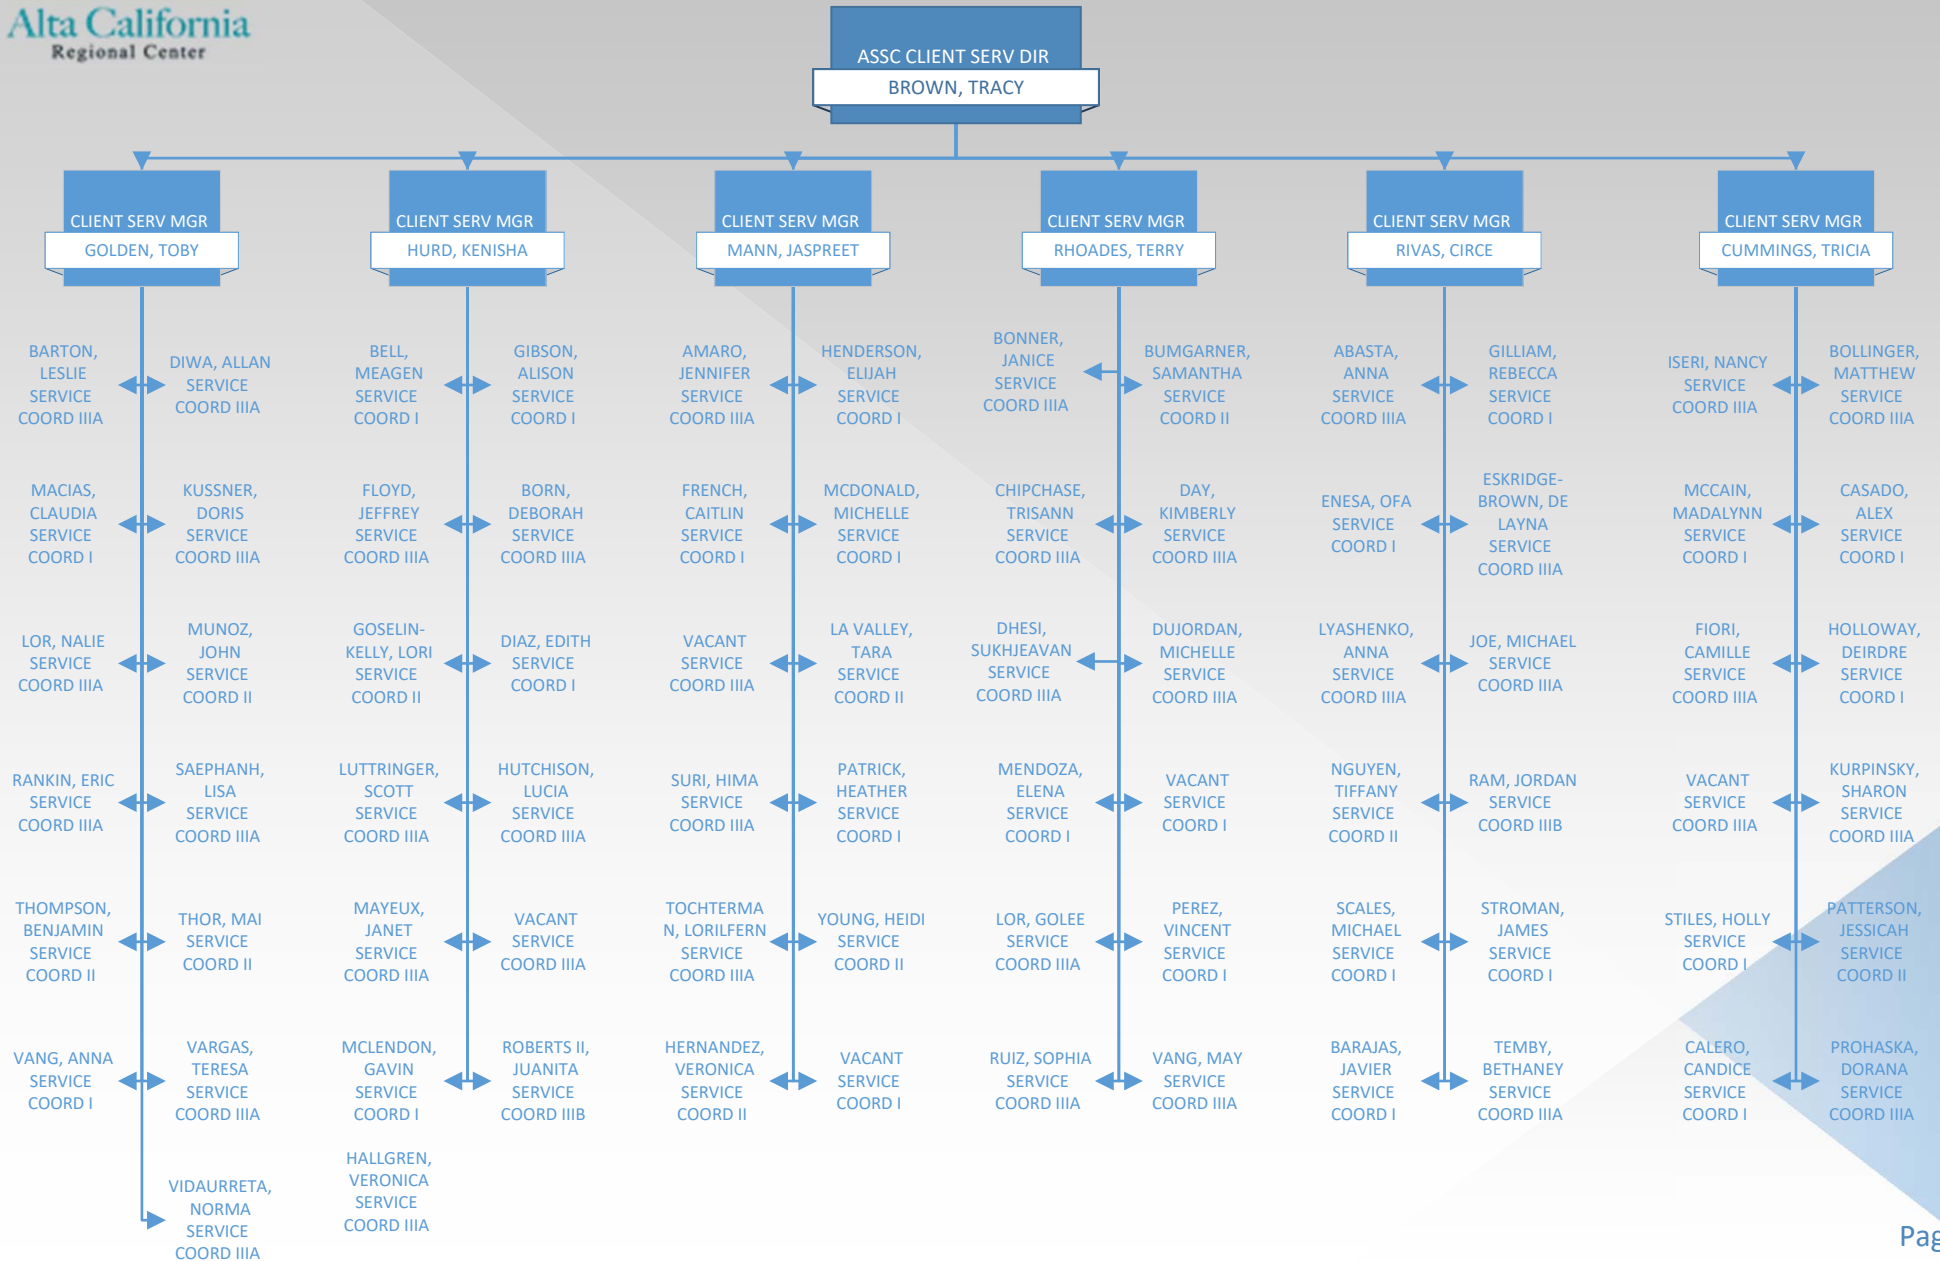 Alta California
Regional Center
ASSC CLIENT SERV DIR
BROWN, TRACY
CLIENT SERV MGR
GOLDEN, TOBY
CLIENT SERV MGR
HURD, KENISHA
CLIENT SERV MGR
MANN, JASPREET
CLIENT SERV MGR
RHOADES, TERRY
CLIENT SERV MGR
RIVAS, CIRCE
CLIENT SERV MGR
CUMMINGS, TRICIA
BARTON,
LESLIE
SERVICE
COORD IIIA
DIWA, ALLAN
SERVICE
COORD IIIA
BELL,
MEAGEN
SERVICE
COORD I
GIBSON,
ALISON
SERVICE
COORD I
AMARO,
JENNIFER
SERVICE
COORD IIIA
HENDERSON,
ELIJAH
SERVICE
COORD I
BONNER,
JANICE
SERVICE
COORD IIIA
BUMGARNER,
SAMANTHA
SERVICE
COORD II
ABASTA,
ANNA
SERVICE
COORD IIIA
GILLIAM,
REBECCA
SERVICE
COORD I
ISERI, NANCY
SERVICE
COORD IIIA
BOLLINGER,
MATTHEW
SERVICE
COORD IIIA
MACIAS,
CLAUDIA
SERVICE
COORD I
KUSSNER,
DORIS
SERVICE
COORD IIIA
FLOYD,
JEFFREY
SERVICE
COORD IIIA
BORN,
DEBORAH
SERVICE
COORD IIIA
FRENCH,
CAITLIN
SERVICE
COORD I
MCDONALD,
MICHELLE
SERVICE
COORD I
CHIPCHASE,
TRISANN
SERVICE
COORD IIIA
DAY,
KIMBERLY
SERVICE
COORD IIIA
ENESA, OFA
SERVICE
COORD I
ESKRIDGE-
BROWN, DE
LAYNA
SERVICE
COORD IIIA
MCCAIN,
MADALYNN
SERVICE
COORD I
CASADO,
ALEX
SERVICE
COORD I
LOR, NALIE
SERVICE
COORD IIIA
MUNOZ,
JOHN
SERVICE
COORD II
GOSELIN-
KELLY, LORI
SERVICE
COORD II
DIAZ, EDITH
SERVICE
COORD I
VACANT
SERVICE
COORD IIIA
LA VALLEY,
TARA
SERVICE
COORD II
DHESI,
SUKHJEAVAN
SERVICE
COORD IIIA
DUJORDAN,
MICHELLE
SERVICE
COORD IIIA
LYASHENKO,
ANNA
SERVICE
COORD IIIA
JOE, MICHAEL
SERVICE
COORD IIIA
FIORI,
CAMILLE
SERVICE
COORD IIIA
HOLLOWAY,
DEIRDRE
SERVICE
COORD I
RANKIN, ERIC
SERVICE
COORD IIIA
SAEPHANH,
LISA
SERVICE
COORD IIIA
LUTTRINGER,
SCOTT
SERVICE
COORD IIIA
HUTCHISON,
LUCIA
SERVICE
COORD IIIA
SURI, HIMA
SERVICE
COORD IIIA
PATRICK,
HEATHER
SERVICE
COORD I
MENDOZA,
ELENA
SERVICE
COORD I
VACANT
SERVICE
COORD I
NGUYEN,
TIFFANY
SERVICE
COORD II
RAM, JORDAN
SERVICE
COORD IIIB
VACANT
SERVICE
COORD IIIA
KURPINSKY,
SHARON
SERVICE
COORD IIIA
THOMPSON,
BENJAMIN
SERVICE
COORD II
THOR, MAI
SERVICE
COORD II
MAYEUX,
JANET
SERVICE
COORD IIIA
VACANT
SERVICE
COORD IIIA
TOCHTERMA
N, LORILFERN
SERVICE
COORD IIIA
YOUNG, HEIDI
SERVICE
COORD II
LOR, GOLEE
SERVICE
COORD IIIA
PEREZ,
VINCENT
SERVICE
COORD I
SCALES,
MICHAEL
SERVICE
COORD I
STROMAN,
JAMES
SERVICE
COORD I
STILES, HOLLY
SERVICE
COORD I
PATTERSON,
JESSICAH
SERVICE
COORD II
VANG, ANNA
SERVICE
COORD I
VARGAS,
TERESA
SERVICE
COORD IIIA
MCLENDON,
GAVIN
SERVICE
COORD I
ROBERTS II,
JUANITA
SERVICE
COORD IIIB
HERNANDEZ,
VERONICA
SERVICE
COORD II
VACANT
SERVICE
COORD I
RUIZ, SOPHIA
SERVICE
COORD IIIA
VANG, MAY
SERVICE
COORD IIIA
BARAJAS,
JAVIER
SERVICE
COORD I
TEMBY,
BETHANEY
SERVICE
COORD IIIA
CALERO,
CANDICE
SERVICE
COORD I
PROHASKA,
DORANA
SERVICE
COORD IIIA
VIDAURRETA,
NORMA
SERVICE
COORD IIIA
HALLGREN,
VERONICA
SERVICE
COORD IIIA
Pag